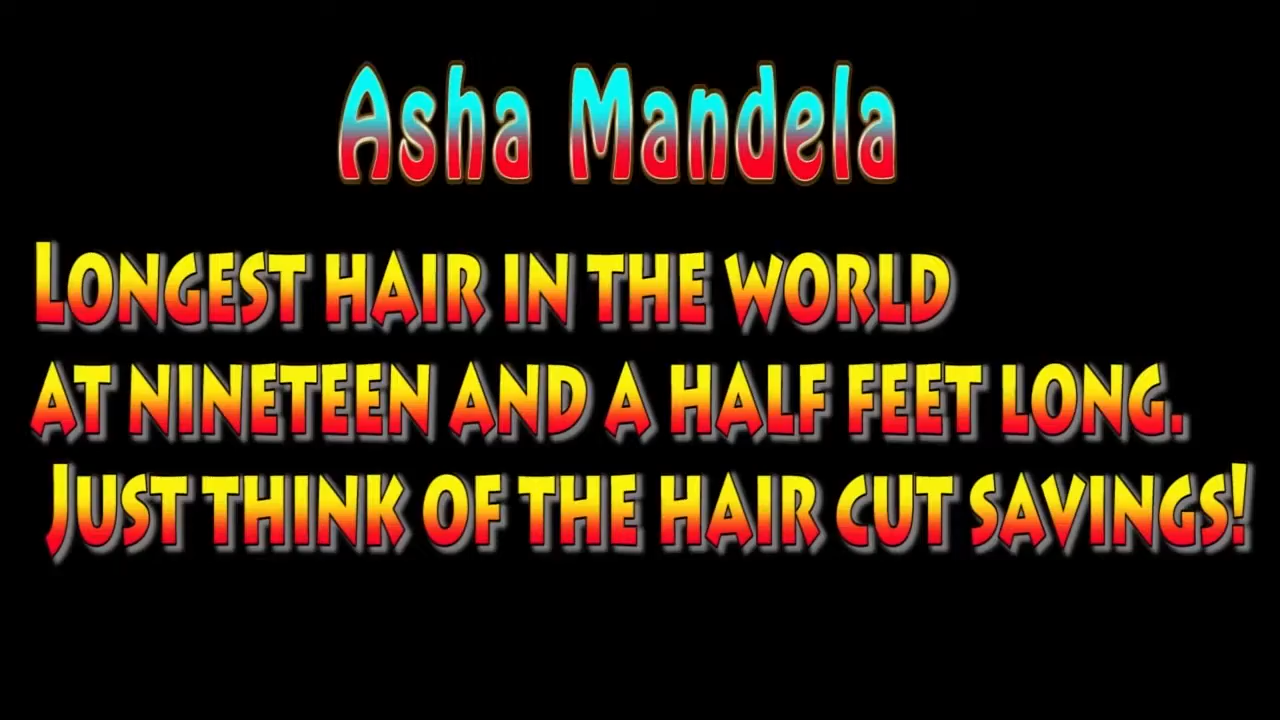 Asha Mandela
Longest hair in the world
at nineteen and a half feet long.
Just think of the hair cut savings!